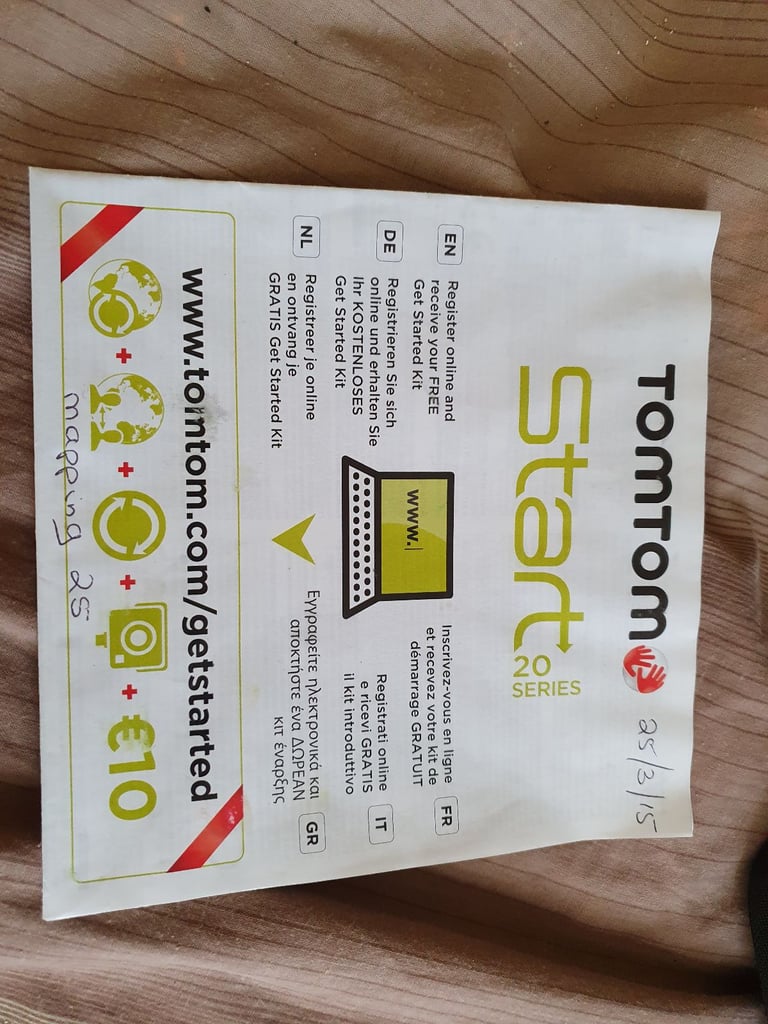 TOMTOM
25/3/15
Start
20
SERIES
EN
Register online and
receive your FREE
Get Started Kit
DE
Registrieren Sie sich
online und erhalten Sie
Ihr KOSTENLOSES
Get Started Kit
NL
Registreer je online
en ontvang je
GRATIS Get Started Kit
www.
Inscrivez-vous en ligne
et recevez votre kit de
démarrage GRATUIT
FR
Registrati online
e ricevi GRATIS
il kit introduttivo
IT
Εγγραφείτε ηλεκτρονικά και
αποκτήστε ένα ΔΩΡΕΑΝ
κιτ έναρξης
GR
www.tomtom.com/getstarted
+ + + + €10
mapping 25